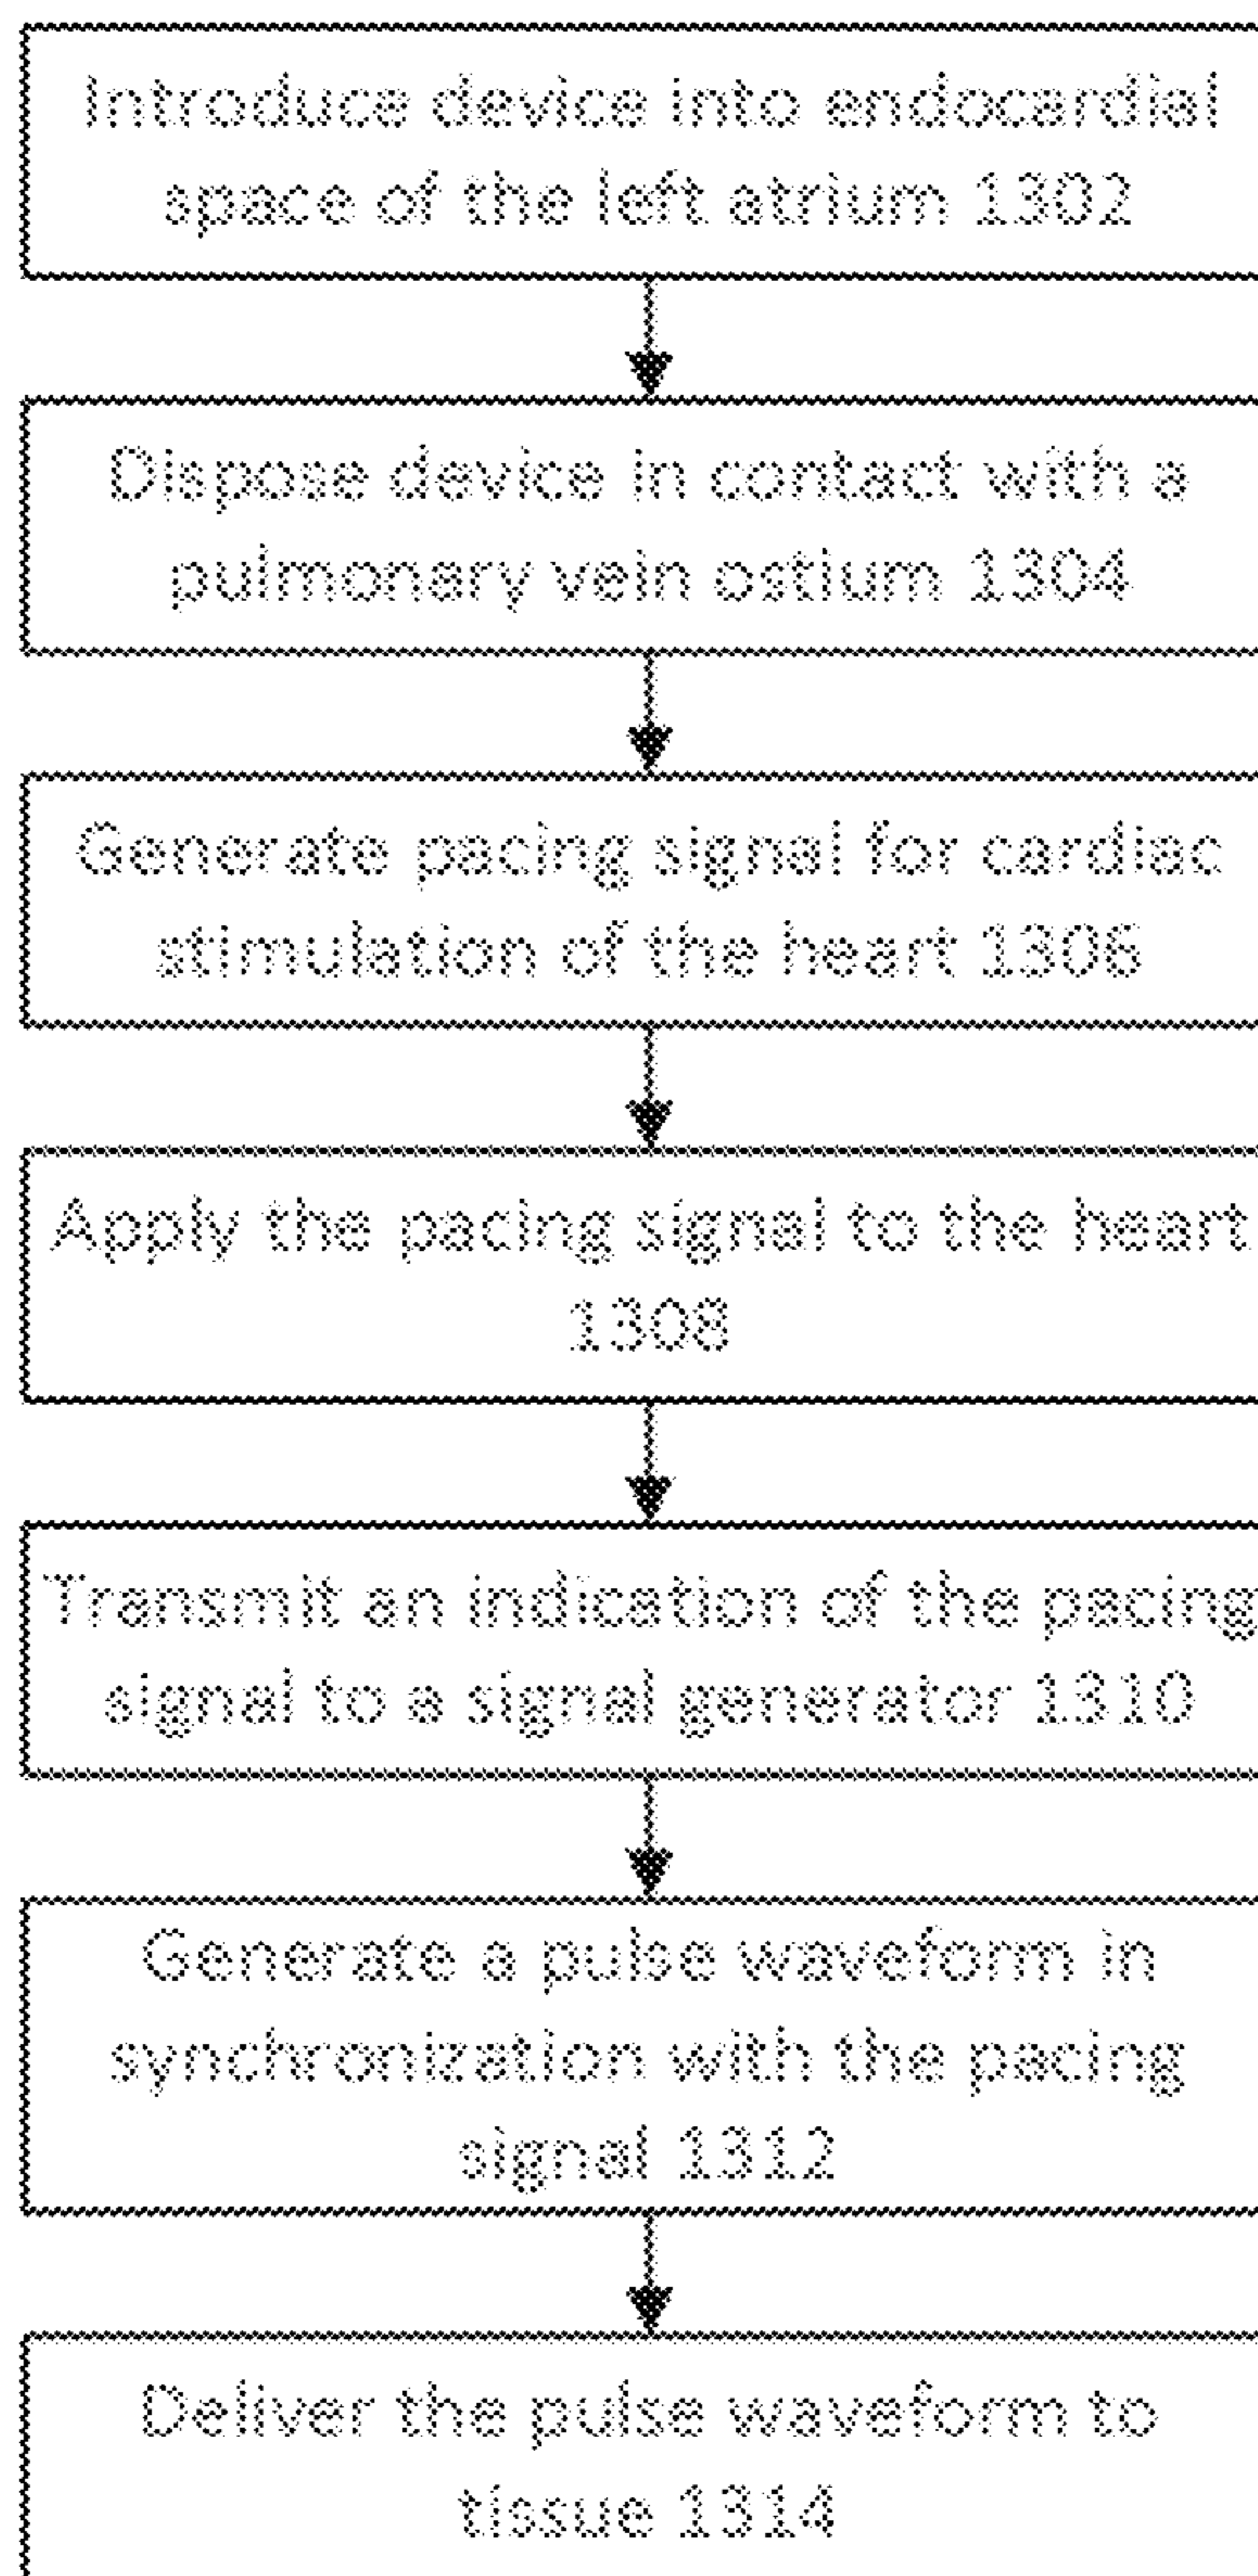 Introduce device into endocardial
space of the left atrium 1302
Dispose device in contact with a
pulmonary vein ostium 1304
Generate pacing signal for cardiac
stimulation of the heart 1306
Apply the pacing signal to the heart
1308
Transmit an indication of the pacing
signal to a signal generator 1310
Generate a pulse waveform in
synchronization with the pacing
signal 1312
Deliver the pulse waveform to
tissue 1314